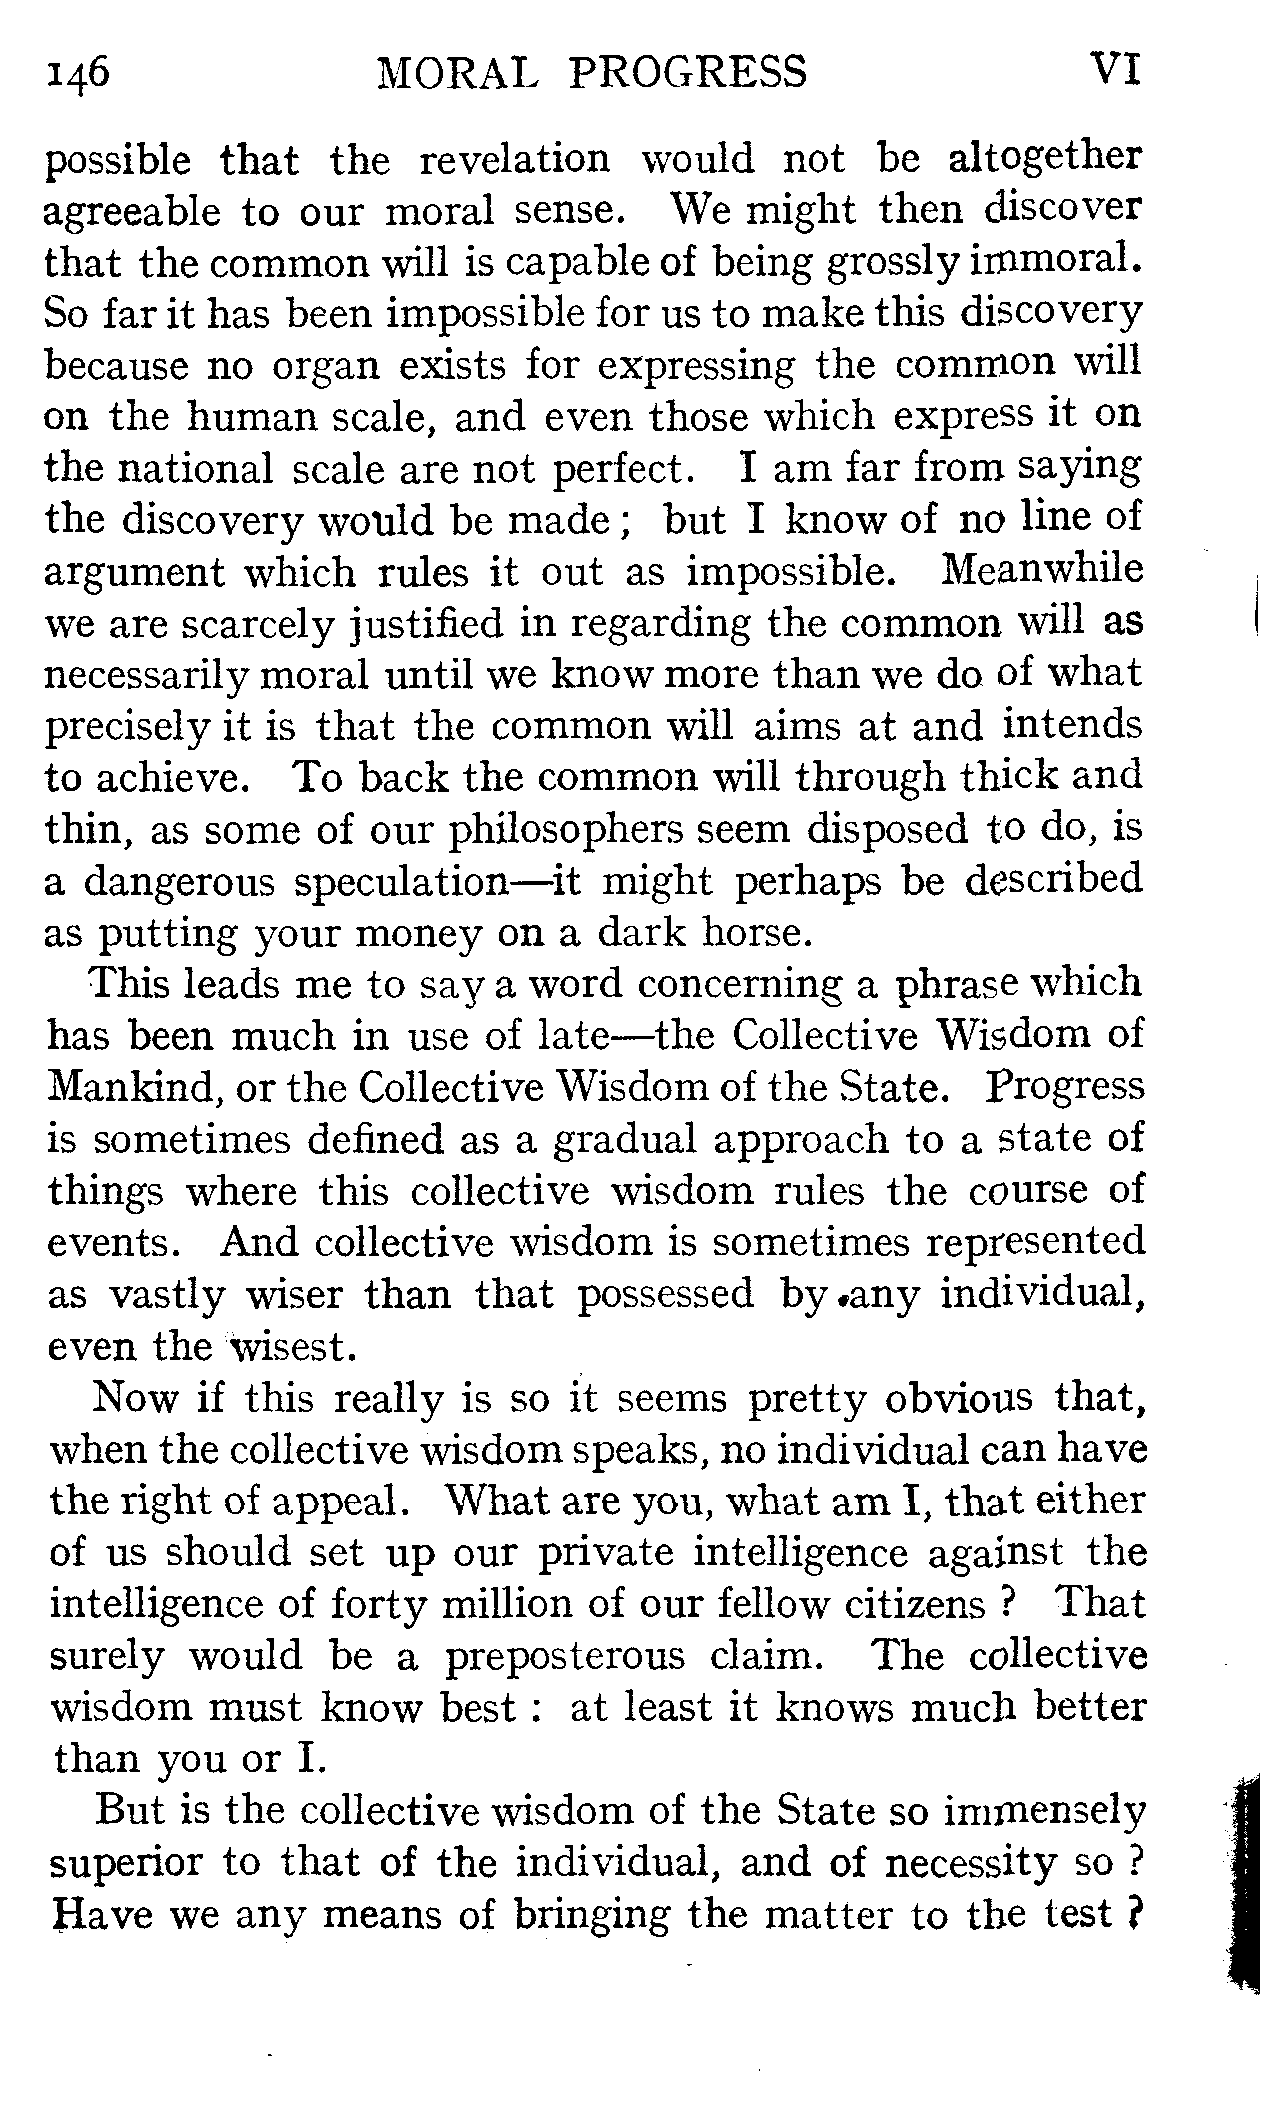 146 MORAL PROGRESS VI
possible that the revelation would not be altogether
agreeable to our moral sense. We might then discover
that the common will is capable of being grossly immoral.
So far it has been impossible for us to make this discovery
because no organ exists for expressing the common will
on the human scale, and even those which express it on
the national scale are not perfect. I am far from saying
the discovery would be made ; but I know of no line of
argument which rules it out as impossible. Meanwhile
we are scarcely justified in regarding the common will as
necessarily moral until we know more than we do of what
precisely it is that the common will aims at and intends
to achieve. To back the common will through thick and
thin, as some of our philosophers seem disposed to do, is
a dangerous speculation—it might perhaps be described
as putting your money on a dark horse.
This leads me to say a word concerning a phrase which
has been much in use of late—the Collective Wisdom of
Mankind, or the Collective Wisdom of the State. Progress
is sometimes defined as a gradual approach to a state of
things where this collective wisdom rules the course of
events. And collective wisdom is sometimes represented
as vastly wiser than that possessed by any individual,
even the wisest.
Now if this really is so it seems pretty obvious that,
when the collective wisdom speaks, no individual can have
the right of appeal. What are you, what am I, that either
of us should set up our private intelligence against the
intelligence of forty million of our fellow citizens ? That
surely would be a preposterous claim. The collective
wisdom must know best : at least it knows much better
than you or I.
But is the collective wisdom of the State so immensely
superior to that of the individual, and of necessity so ?
Have we any means of bringing the matter to the test ?